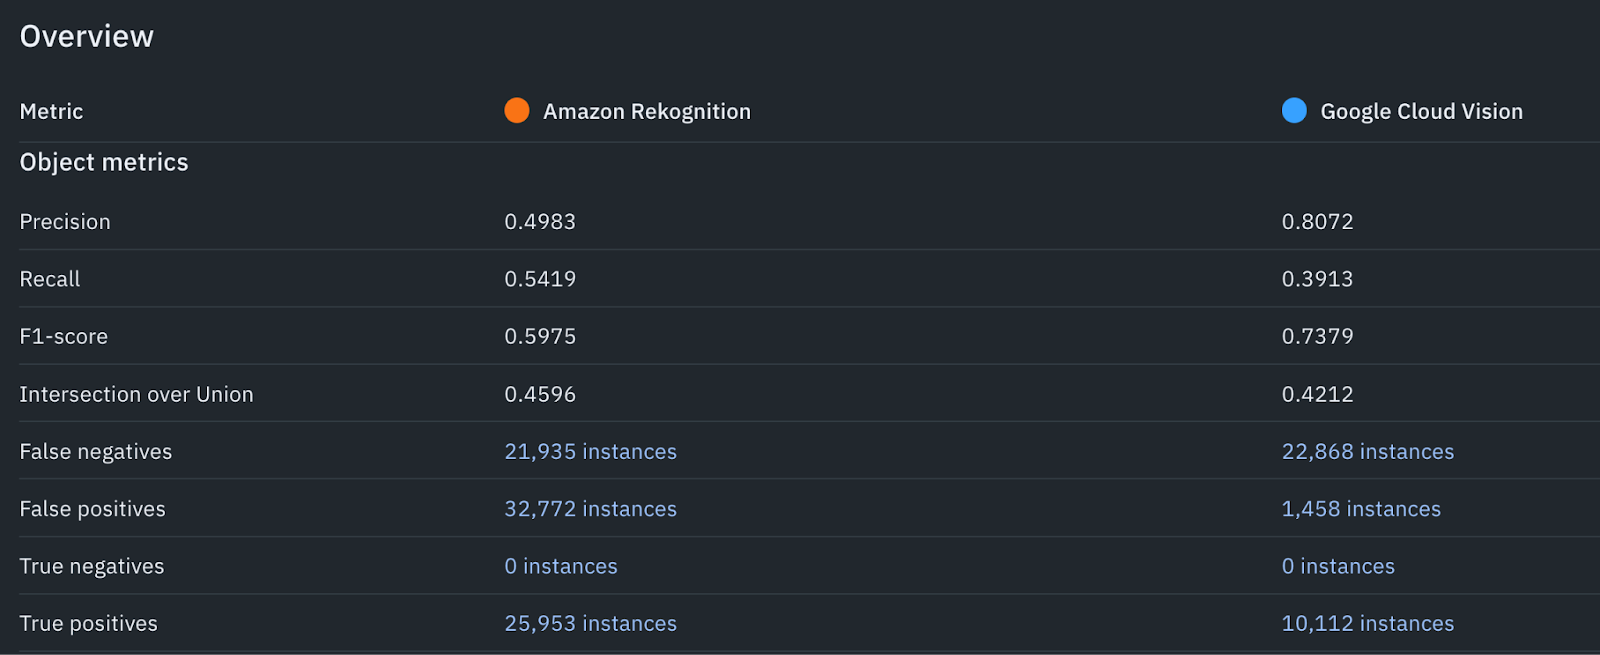 Overview
Metric Amazon Rekognition Google Cloud Vision
Object metrics
Precision 0.4983 0.8072
Recall 0.5419 0.3913
F1-score 0.5975 0.7379
Intersection over Union 0.4596 0.4212
False negatives 21,935 instances 22,868 instances
False positives 32,772 instances 1,458 instances
True negatives 0 instances 0 instances
True positives 25,953 instances 10,112 instances